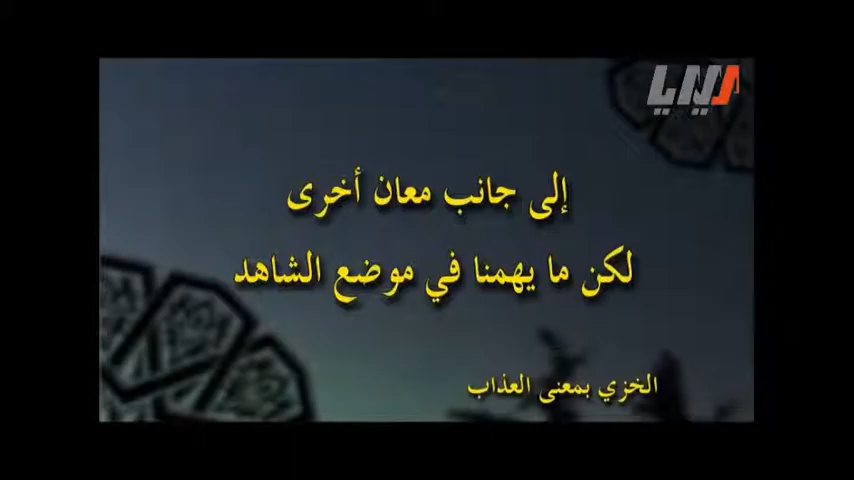 إلى جانب معان أخرى
لكن ما يهمنا في موضع الشاهد
الخزي بمعنى العذاب